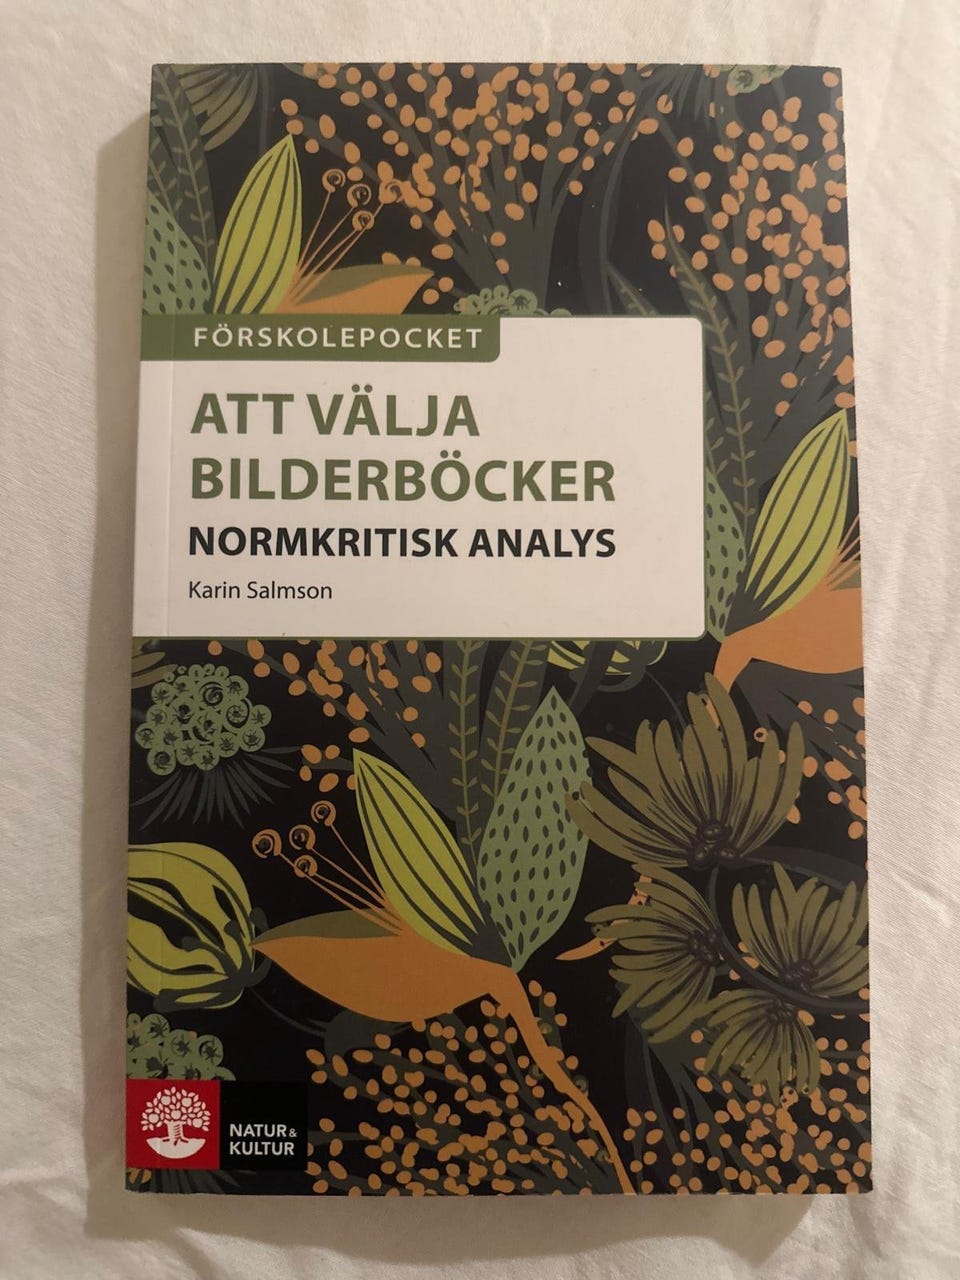 FÖRSKOLEPOCKET
ATT VÄLJA
BILDERBÖCKER
NORMKRITISK ANALYS
Karin Salmson
NATUR &
KULTUR